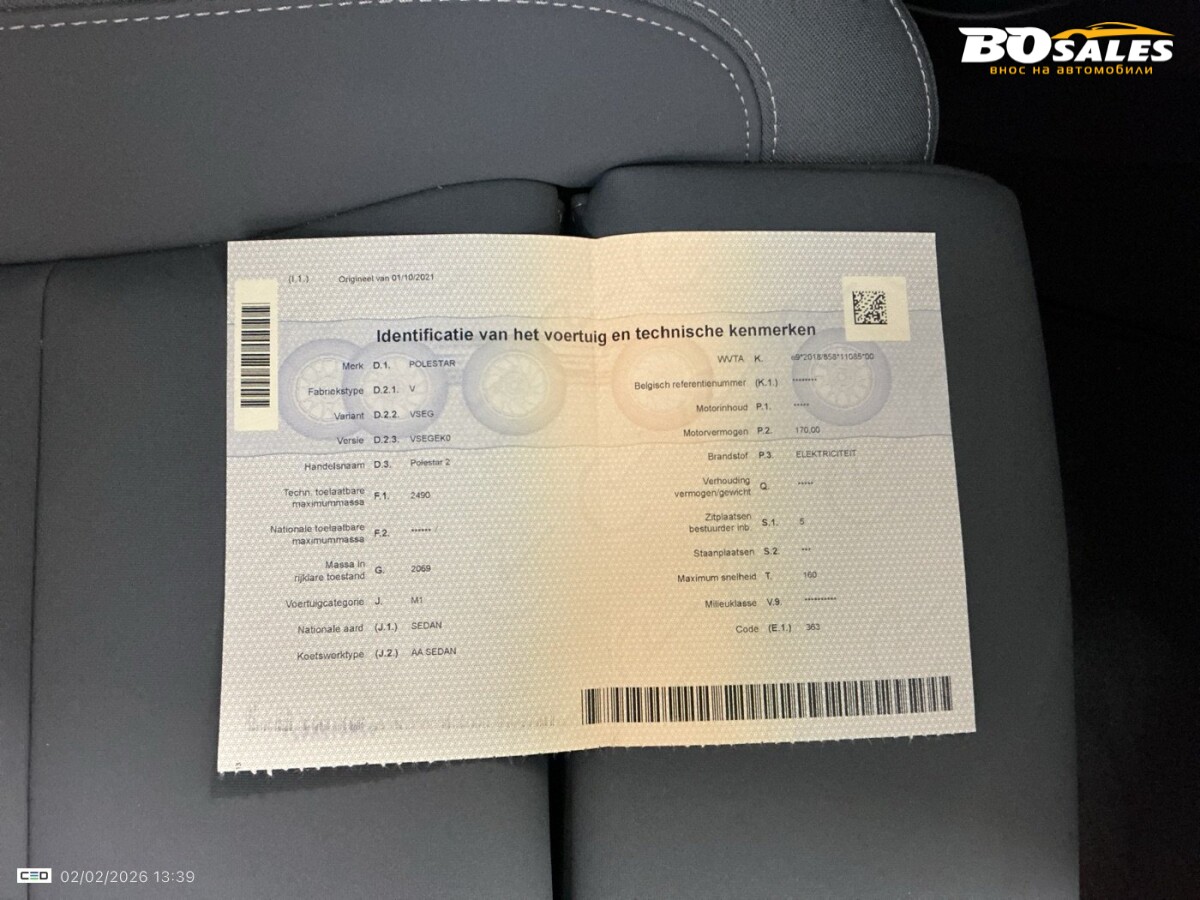 BOSALES
внос на автомобили
(I.1.) Origineel van 01/10/2021
Identificatie van het voertuig en technische kenmerken
Merk D.1. POLESTAR
Fabriekstype D.2.1. V
Variant D.2.2. VSEG
Versie D.2.3. VSEGEK0
Handelsnaam D.3. Polestar 2
Techn. toelaatbare
maximummassa F.1. 2490
Nationale toelaatbare
maximummassa F.2. ****** /
Massa in
rijklare toestand G. 2069
Voertuigcategorie J. M1
Nationale aard (J.1.) SEDAN
Koetswerktype (J.2.) AA SEDAN
WVTA K. e9*2018/858*11085*00
Belgisch referentienummer (K.1.) ********
Motorinhoud P.1. *****
Motorvermogen P.2. 170,00
Brandstof P.3. ELEKTRICITEIT
Verhouding
vermogen/gewicht Q. *****
Zitplaatsen
bestuurder inb. S.1. 5
Staanplaatsen S.2. ***
Maximum snelheid T. 160
Milieuklasse V.9. **********
Code (E.1.) 363
CEO 02/02/2026 13:39